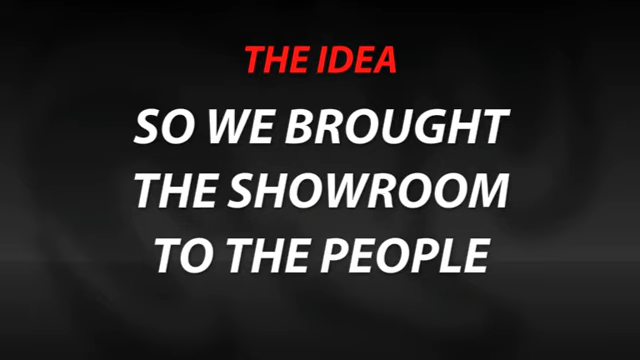 THE IDEA
SO WE BROUGHT
THE SHOWROOM
TO THE PEOPLE